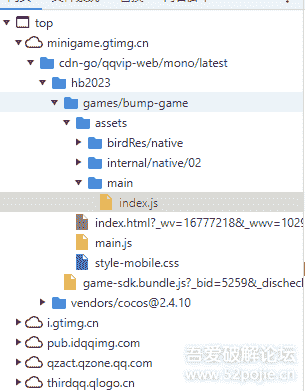 top
minigame.gtimg.cn
cdn-go/qqvip-web/mono/latest
hb2023
games/bump-game
assets
birdRes/native
internal/native/02
main
index.js
index.html?_wv=16777218&_wwv=1029
main.js
style-mobile.css
game-sdk.bundle.js?_bid=5259&_discheck
vendors/cocos@2.4.10
i.gtimg.cn
pub.idqqimg.com
qzact.qzone.qq.com
thirdqq.qlogo.cn
吾爱破解论坛
www.52pojie.cn